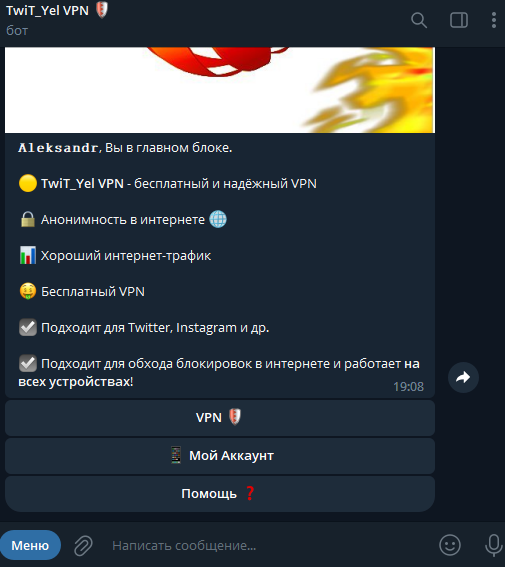 TwiT_Yel VPN
бот
Aleksandr, Вы в главном блоке.
TwiT_Yel VPN - бесплатный и надёжный VPN
Анонимность в интернете
Хороший интернет-трафик
Бесплатный VPN
Подходит для Twitter, Instagram и др.
Подходит для обхода блокировок в интернете и работает на
всех устройствах!
19:08
VPN
Мой Аккаунт
Помощь ❓
Меню
Написать сообщение...